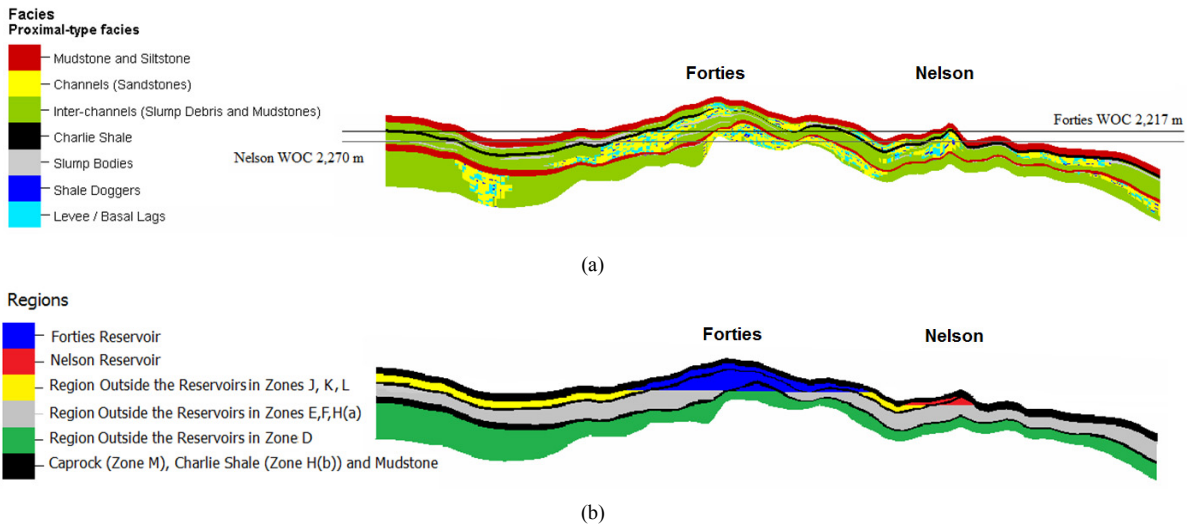 Facies
Proximal-type facies
Mudstone and Siltstone
Channels (Sandstones)
Inter-channels (Slump Debris and Mudstones)
Charlie Shale
Slump Bodies
Shale Doggers
Levee / Basal Lags
Forties
Nelson
Forties WOC 2,217 m
Nelson WOC 2,270 m
(a)
Regions
Forties Reservoir
Nelson Reservoir
Region Outside the Reservoirs in Zones J, K, L
Region Outside the Reservoirs in Zones E,F,H(a)
Region Outside the Reservoirs in Zone D
Caprock (Zone M), Charlie Shale (Zone H(b)) and Mudstone
Forties
Nelson
(b)